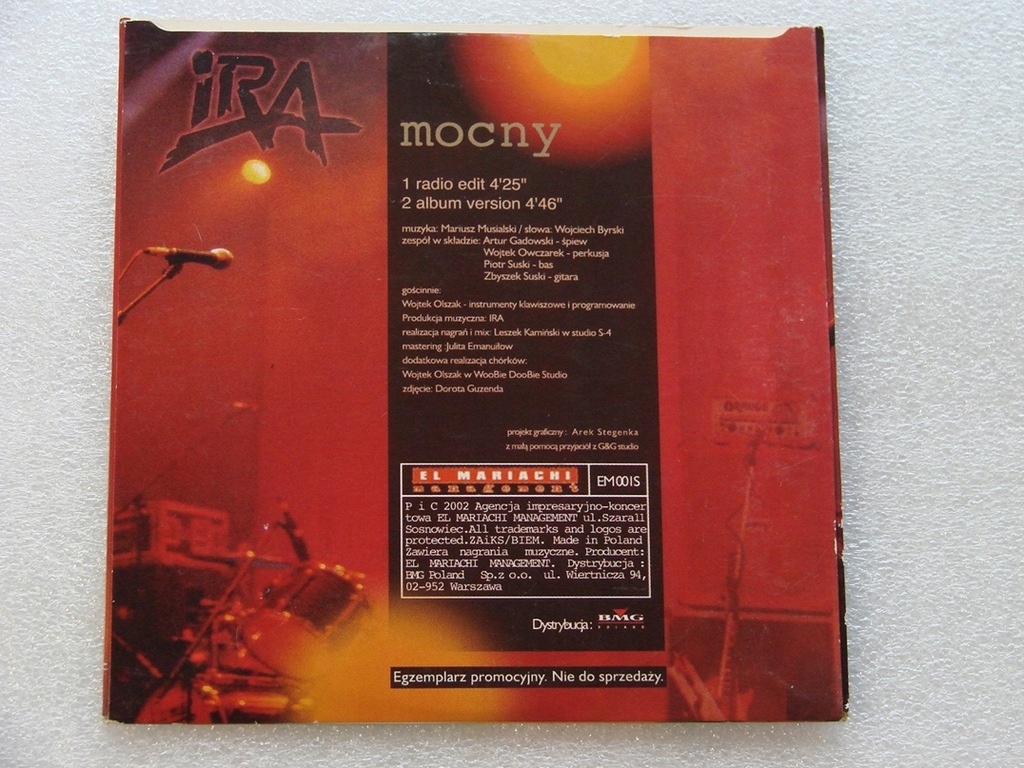 IRA
mocny
1 radio edit 4'25"
2 album version 4'46"
muzyka: Mariusz Musialski / słowa: Wojciech Byrski
zespół w składzie: Artur Gadowski - śpiew
Wojtek Owczarek - perkusja
Piotr Suski - bas
Zbyszek Suski - gitara
gościnnie:
Wojtek Olszak - instrumenty klawiszowe i programowanie
Produkcja muzyczna: IRA
realizacja nagrań i mix: Leszek Kamiński w studio S-4
mastering :Julita Emanuiłow
dodatkowa realizacja chórków:
Wojtek Olszak w WooBie DooBie Studio
zdjęcie: Dorota Guzenda
projekt graficzny : Arek Stegenka
z małą pomocą przyjaciół z G&G studio
EL MARIACHI
management
EM001S
P i C 2002 Agencja impresaryjno-koncer
towa EL MARIACHI MANAGEMENT ul.Szara11
Sosnowiec.All trademarks and logos are
protected.ZAiKS/BIEM. Made in Poland
Zawiera nagrania muzyczne. Producent:
EL MARIACHI MANAGEMENT. Dystrybucja :
BMG Poland Sp.z o.o. ul. Wiertnicza 94,
02-952 Warszawa
Dystrybucja: BMG
POLAND
Egzemplarz promocyjny. Nie do sprzedaży.
Orange